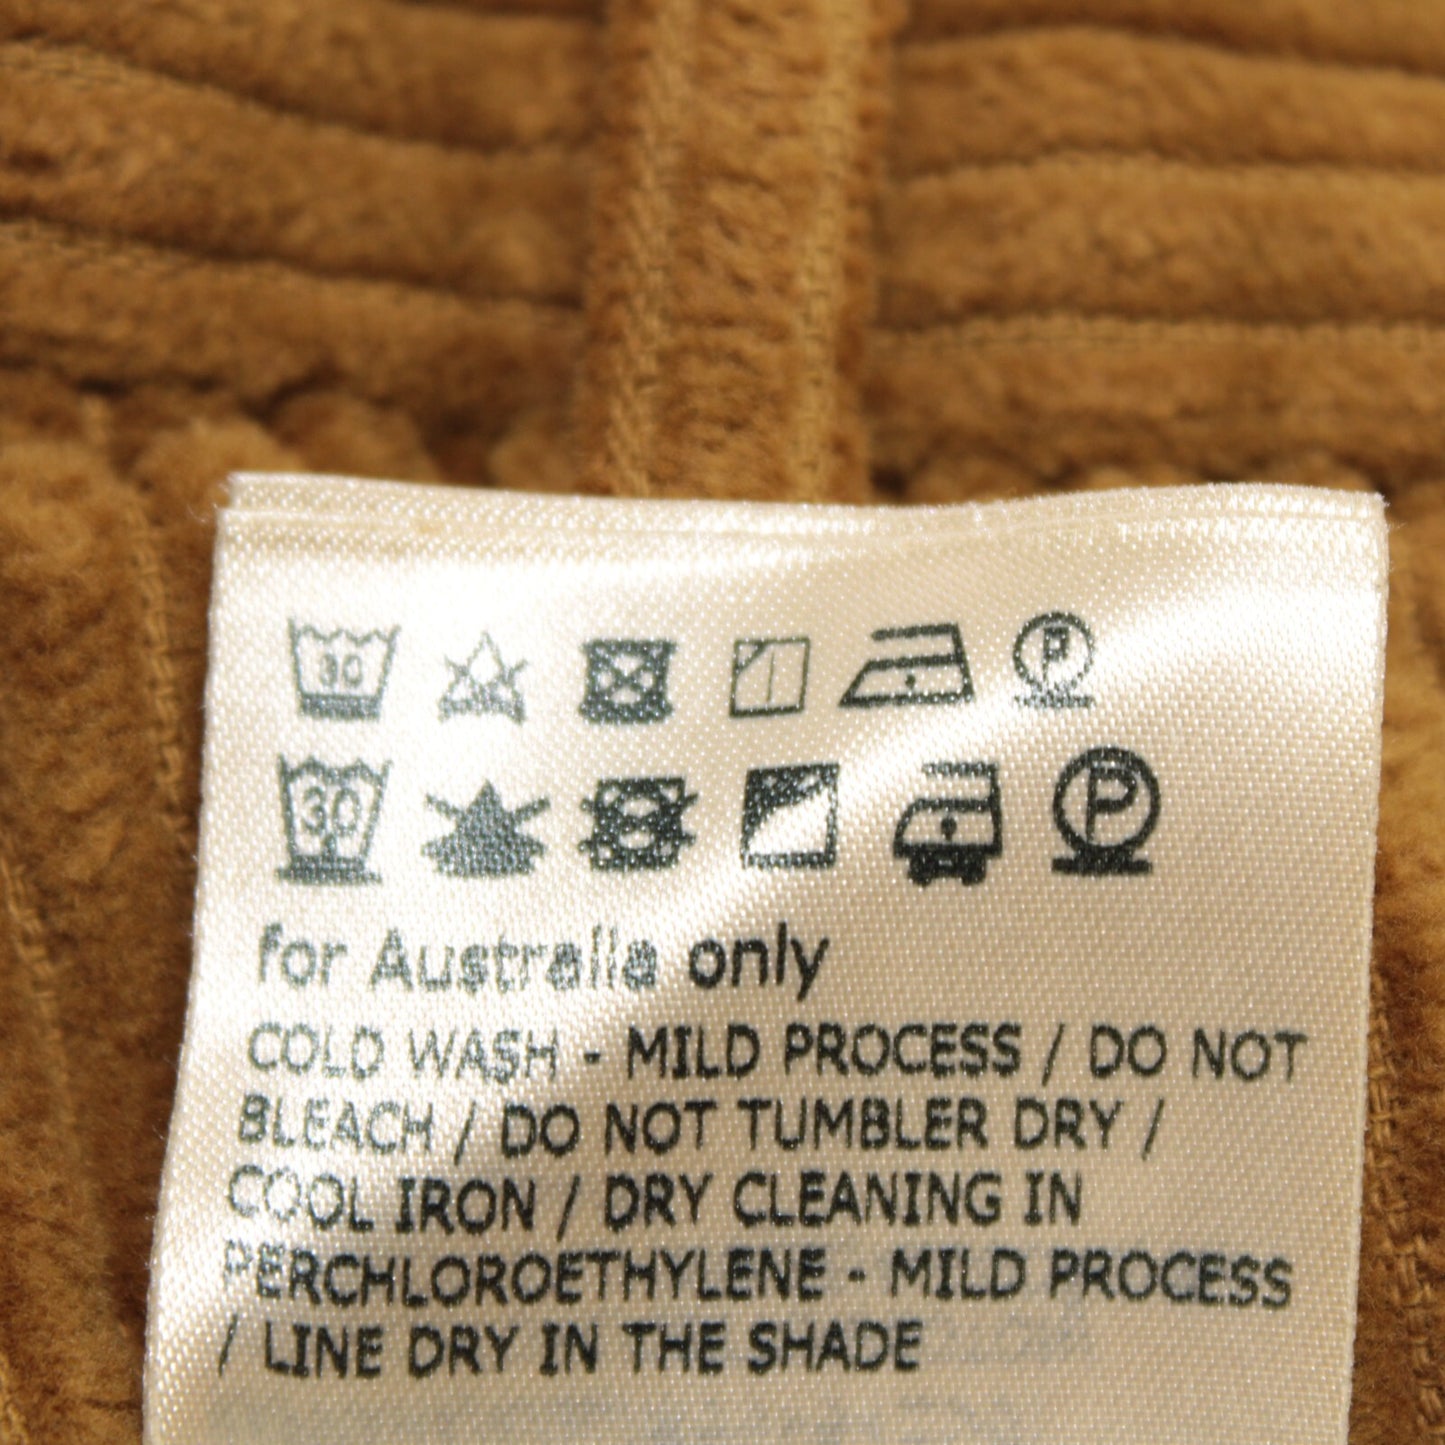 30 P
30 P
for Australia only
COLD WASH - MILD PROCESS / DO NOT
BLEACH / DO NOT TUMBLER DRY /
COOL IRON / DRY CLEANING IN
PERCHLOROETHYLENE - MILD PROCESS
/ LINE DRY IN THE SHADE